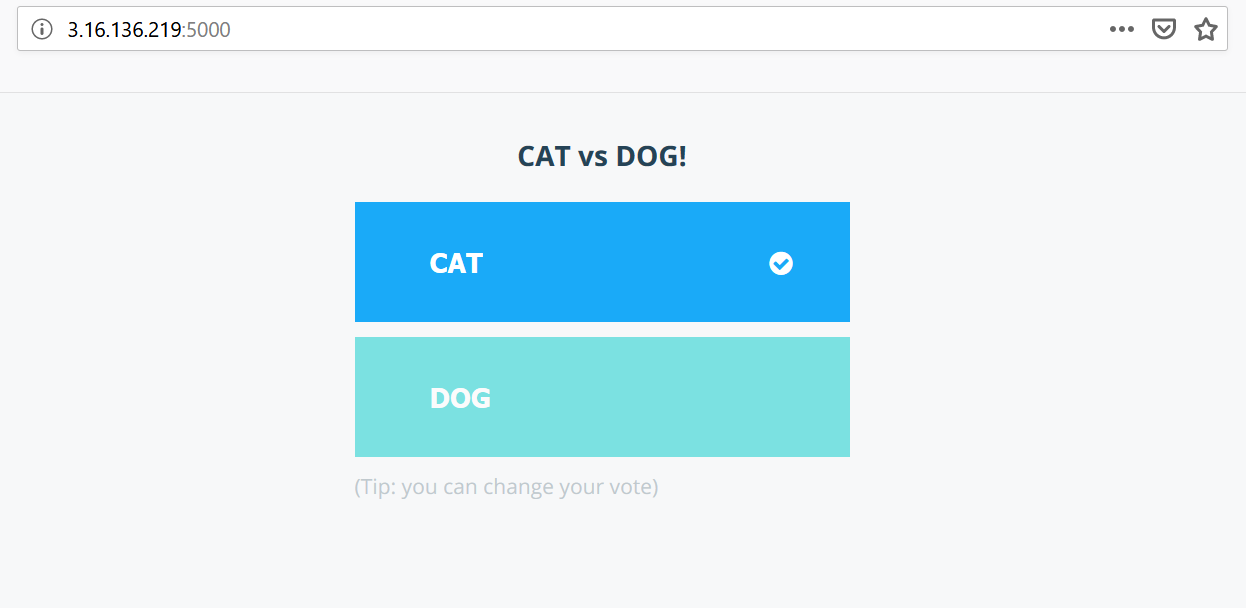 3.16.136.219:5000
CAT vs DOG!
CAT
DOG
(Tip: you can change your vote)